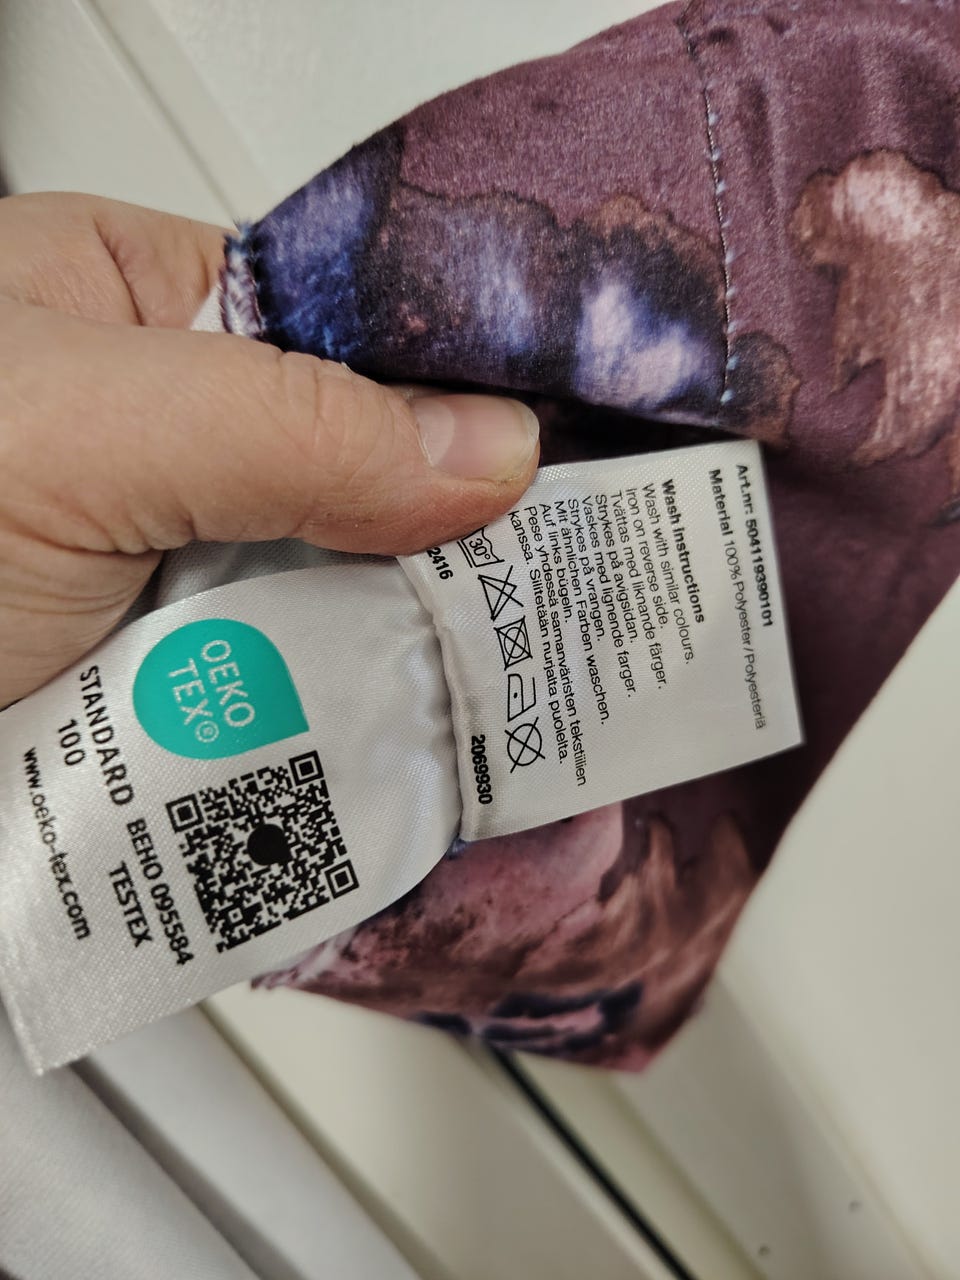 Art.nr: 504119390101
Material 100% Polyester/Polyesteriä
Wash instructions
Wash with similar colours.
Iron on reverse side.
Tvättas med liknande färger.
Strykes på avigsidan.
Vaskes med lignende farger.
Strykes på vrangen.
Mit ähnlichen Farben waschen.
Auf links bügeln.
Pese yhdessä samanväristen tekstiilien
kanssa. Silitetään nurjalta puolelta.
30°
2416
2069930
OEKO
TEX®
STANDARD
100
BEHO 095584
TESTEX
www.oeko-tex.com